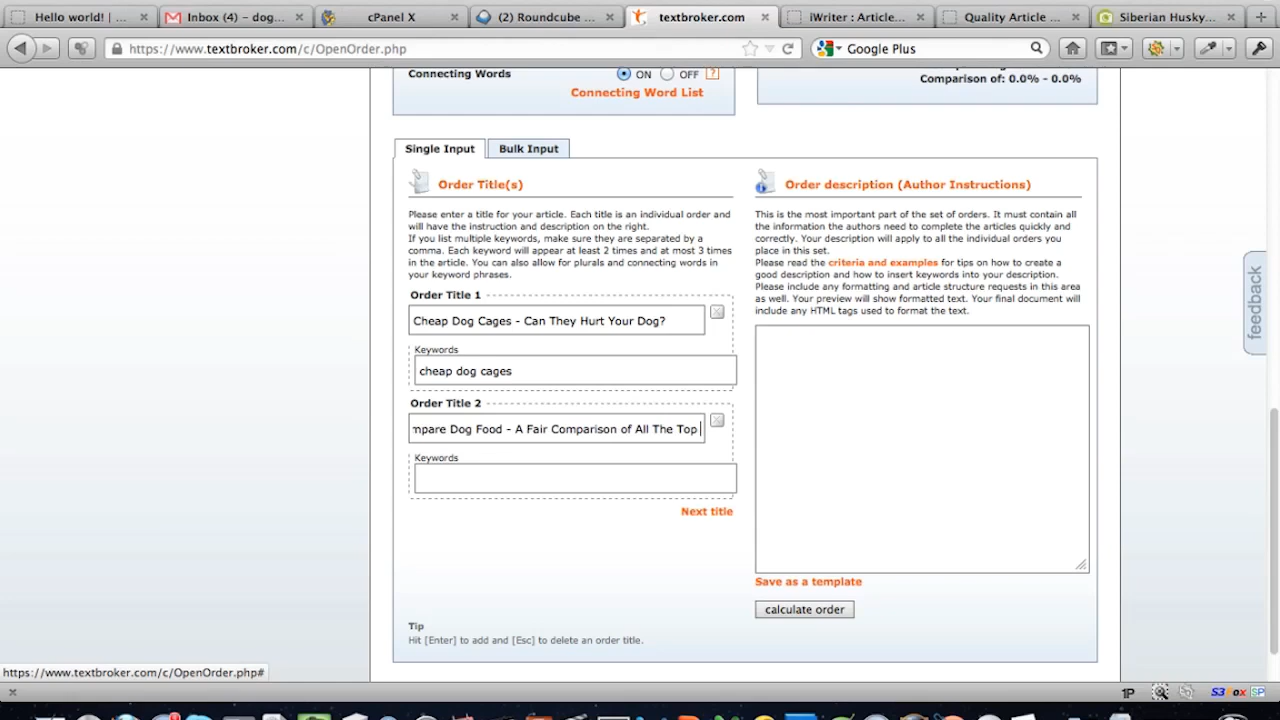 Hello world! | ...
Inbox (4) – dog...
cPanel X
(2) Roundcube ...
textbroker.com
iWriter : Article...
Quality Article ...
Siberian Husky...
https://www.textbroker.com/c/OpenOrder.php
Google Plus
Connecting Words
ON
OFF
?
Comparison of: 0.0% - 0.0%
Connecting Word List
Single Input
Bulk Input
Order Title(s)
Please enter a title for your article. Each title is an individual order and
will have the instruction and description on the right.
If you list multiple keywords, make sure they are separated by a
comma. Each keyword will appear at least 2 times and at most 3 times
in the article. You can also allow for plurals and connecting words in
your keyword phrases.
Order Title 1
Cheap Dog Cages - Can They Hurt Your Dog?
Keywords
cheap dog cages
Order Title 2
mpare Dog Food - A Fair Comparison of All The Top
Keywords
Next title
Tip
Hit [Enter] to add and [Esc] to delete an order title.
Order description (Author Instructions)
This is the most important part of the set of orders. It must contain all
the information the authors need to complete the articles quickly and
correctly. Your description will apply to all the individual orders you
place in this set.
Please read the criteria and examples for tips on how to create a
good description and how to insert keywords into your description.
Please include any formatting and article structure requests in this area
as well. Your preview will show formatted text. Your final document will
include any HTML tags used to format the text.
Save as a template
calculate order
feedback
https://www.textbroker.com/c/OpenOrder.php#
1P
S3Fox
SP